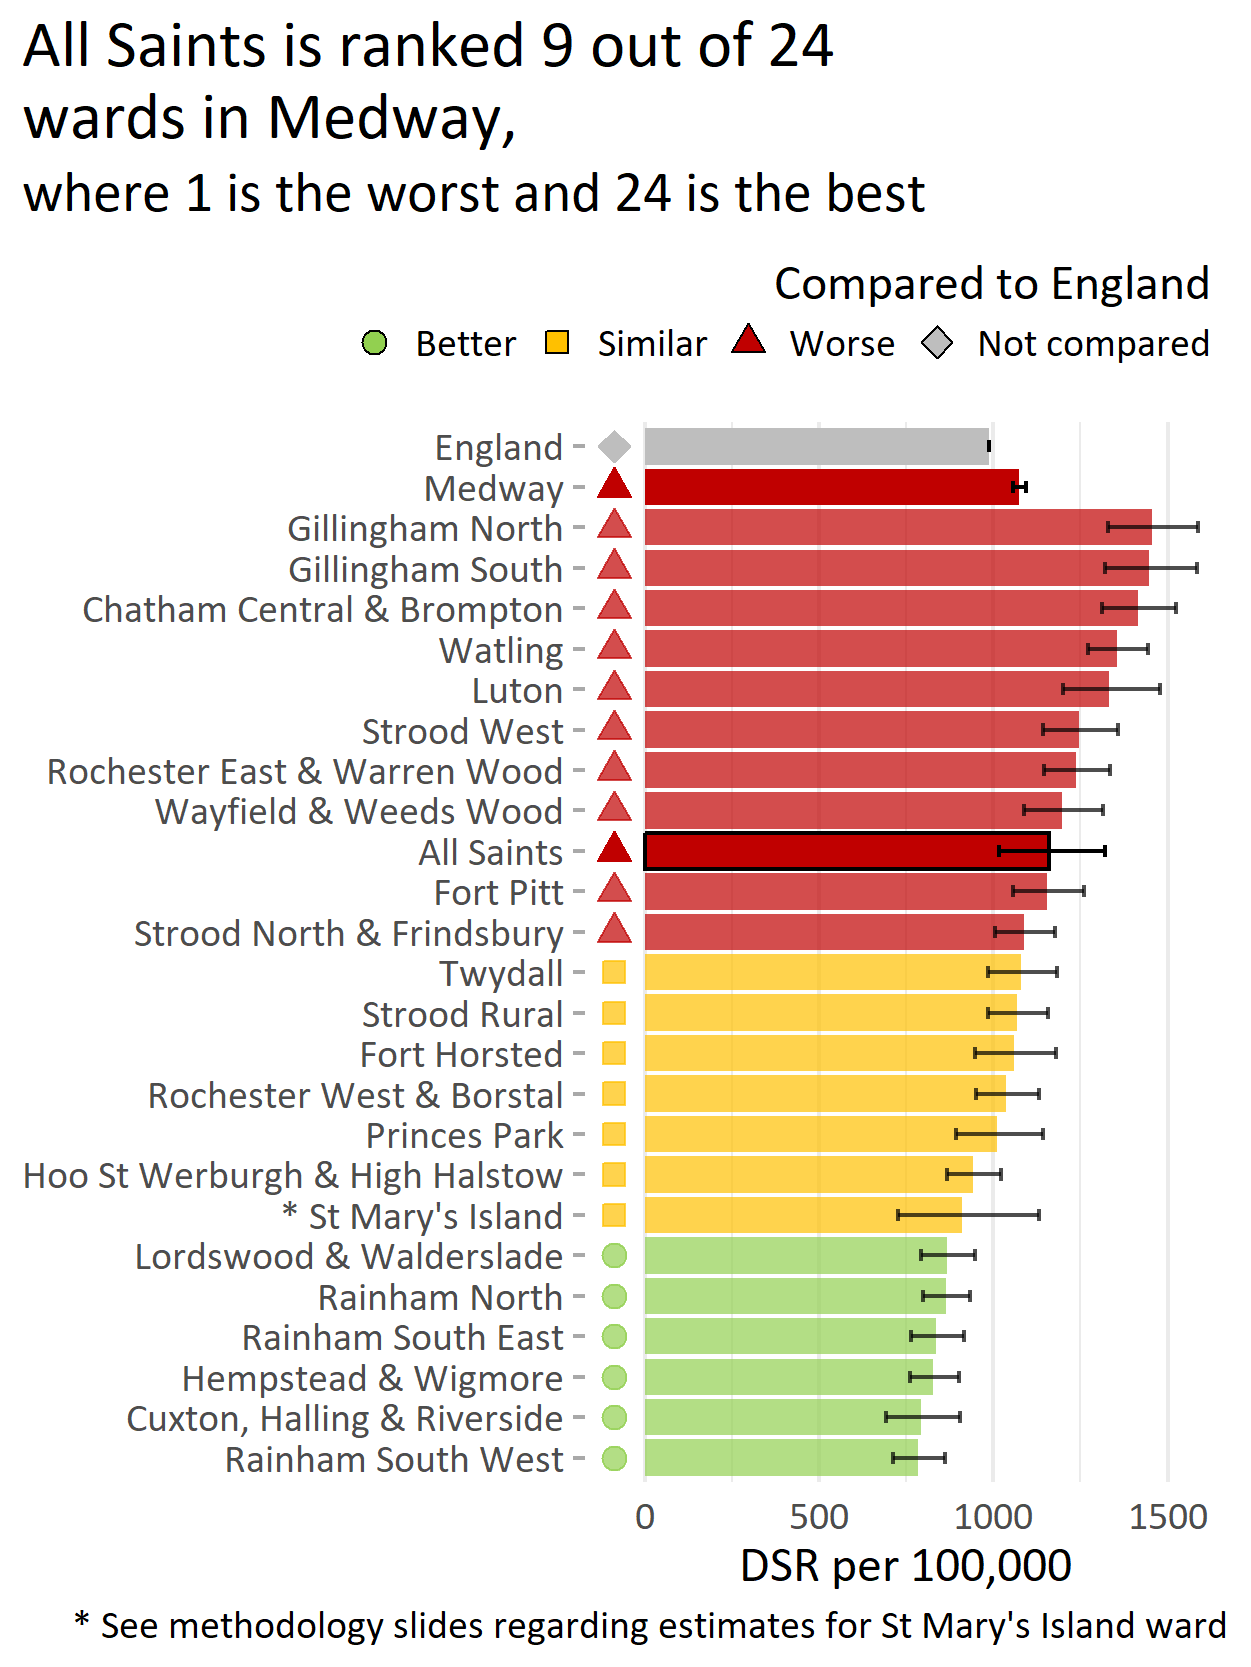 All Saints is ranked 9 out of 24
wards in Medway,
where 1 is the worst and 24 is the best
Compared to England
Better Similar Worse Not compared
England
Medway
Gillingham North
Gillingham South
Chatham Central & Brompton
Watling
Luton
Strood West
Rochester East & Warren Wood
Wayfield & Weeds Wood
All Saints
Fort Pitt
Strood North & Frindsbury
Twydall
Strood Rural
Fort Horsted
Rochester West & Borstal
Princes Park
Hoo St Werburgh & High Halstow
* St Mary's Island
Lordswood & Walderslade
Rainham North
Rainham South East
Hempstead & Wigmore
Cuxton, Halling & Riverside
Rainham South West
0 500 1000 1500
DSR per 100,000
* See methodology slides regarding estimates for St Mary's Island ward